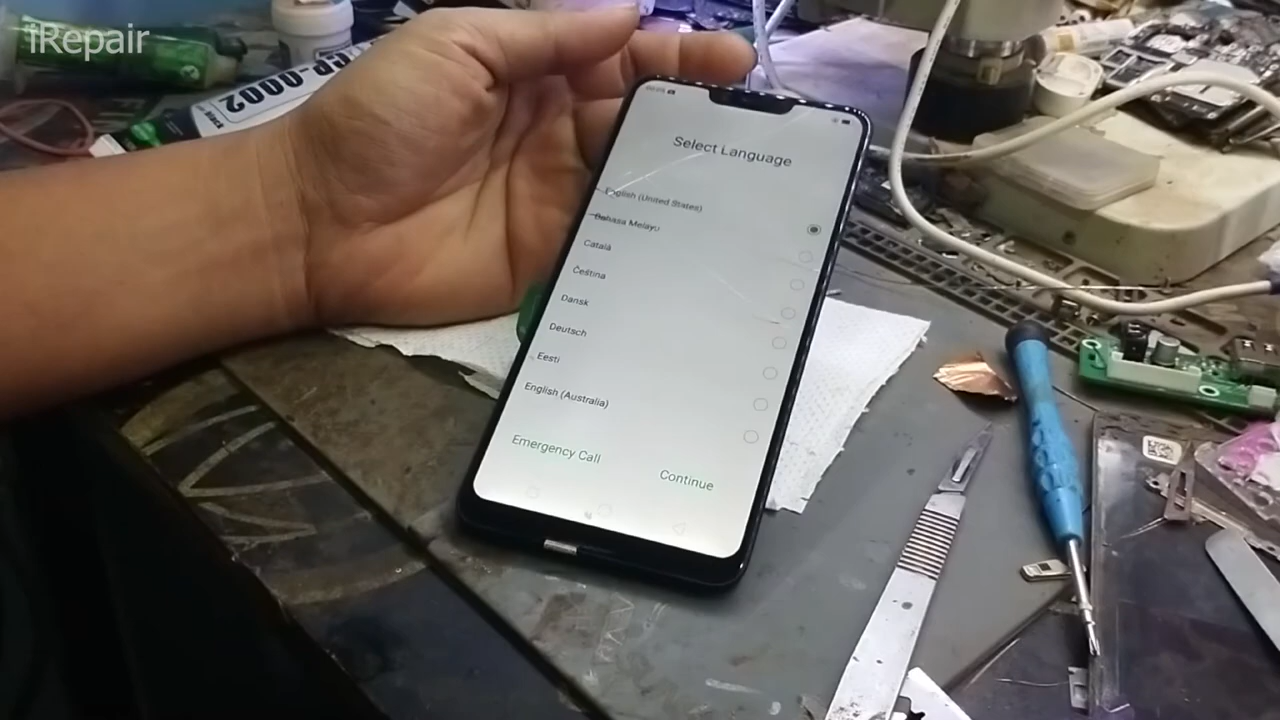 iRepair
Select Language
English (United States)
Bahasa Melayu
Català
Čeština
Dansk
Deutsch
Eesti
English (Australia)
Emergency Call
Continue